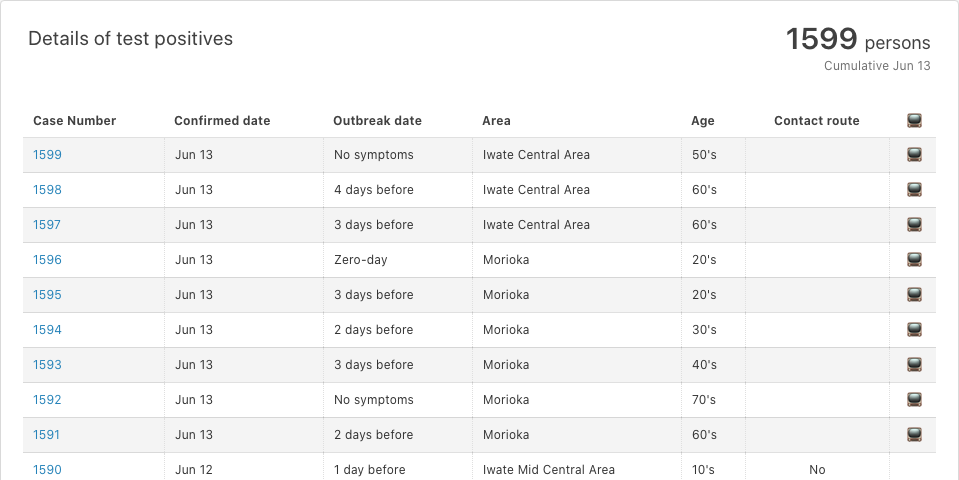 Details of test positives
1599 persons
Cumulative Jun 13
Case Number Confirmed date Outbreak date Area Age Contact route
1599 Jun 13 No symptoms Iwate Central Area 50's
1598 Jun 13 4 days before Iwate Central Area 60's
1597 Jun 13 3 days before Iwate Central Area 60's
1596 Jun 13 Zero-day Morioka 20's
1595 Jun 13 3 days before Morioka 20's
1594 Jun 13 2 days before Morioka 30's
1593 Jun 13 3 days before Morioka 40's
1592 Jun 13 No symptoms Morioka 70's
1591 Jun 13 2 days before Morioka 60's
1590 Jun 12 1 day before Iwate Mid Central Area 10's No